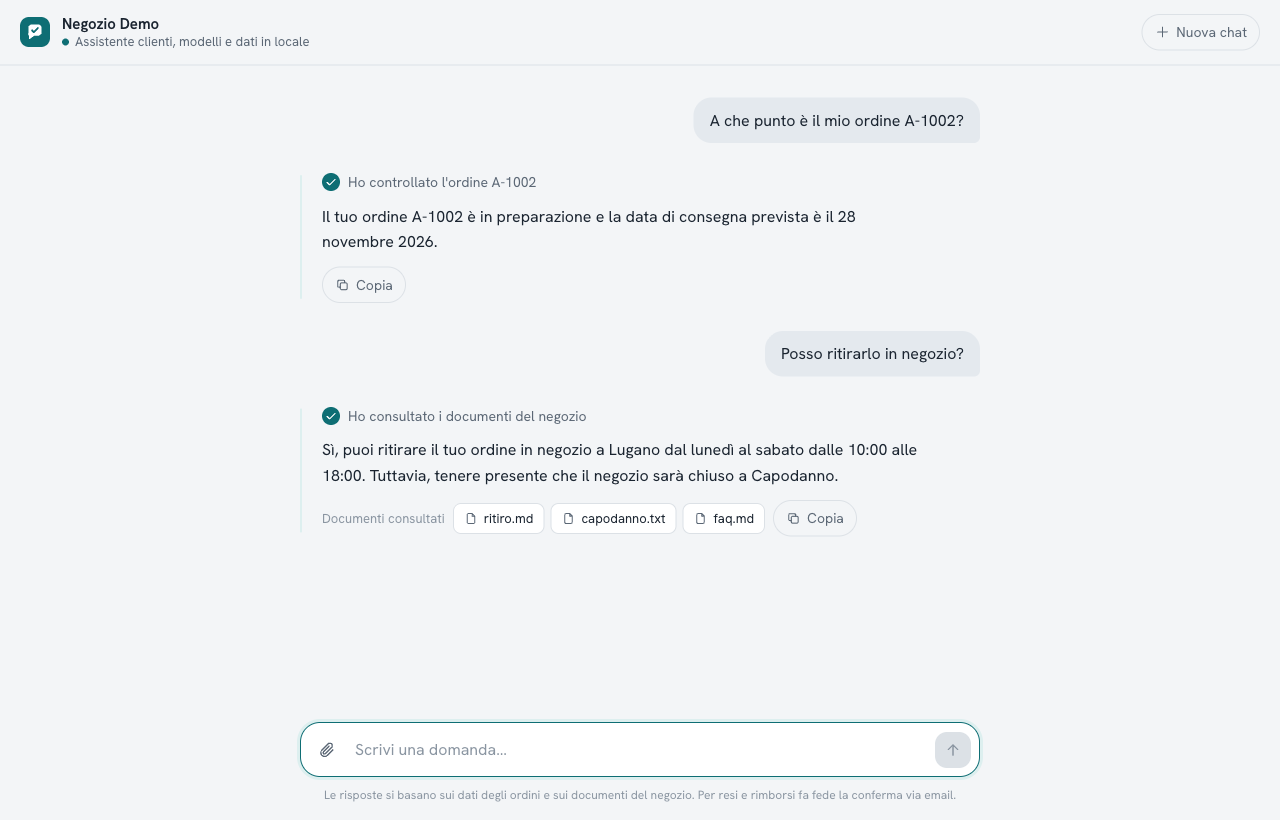 Negozio Demo
Assistente clienti, modelli e dati in locale
Nuova chat
A che punto è il mio ordine A-1002?
Ho controllato l'ordine A-1002
Il tuo ordine A-1002 è in preparazione e la data di consegna prevista è il 28
novembre 2026.
Copia
Posso ritirarlo in negozio?
Ho consultato i documenti del negozio
Sì, puoi ritirare il tuo ordine in negozio a Lugano dal lunedì al sabato dalle 10:00 alle
18:00. Tuttavia, tenere presente che il negozio sarà chiuso a Capodanno.
Documenti consultati ritiro.md capodanno.txt faq.md Copia
Scrivi una domanda...
Le risposte si basano sui dati degli ordini e sui documenti del negozio. Per resi e rimborsi fa fede la conferma via email.